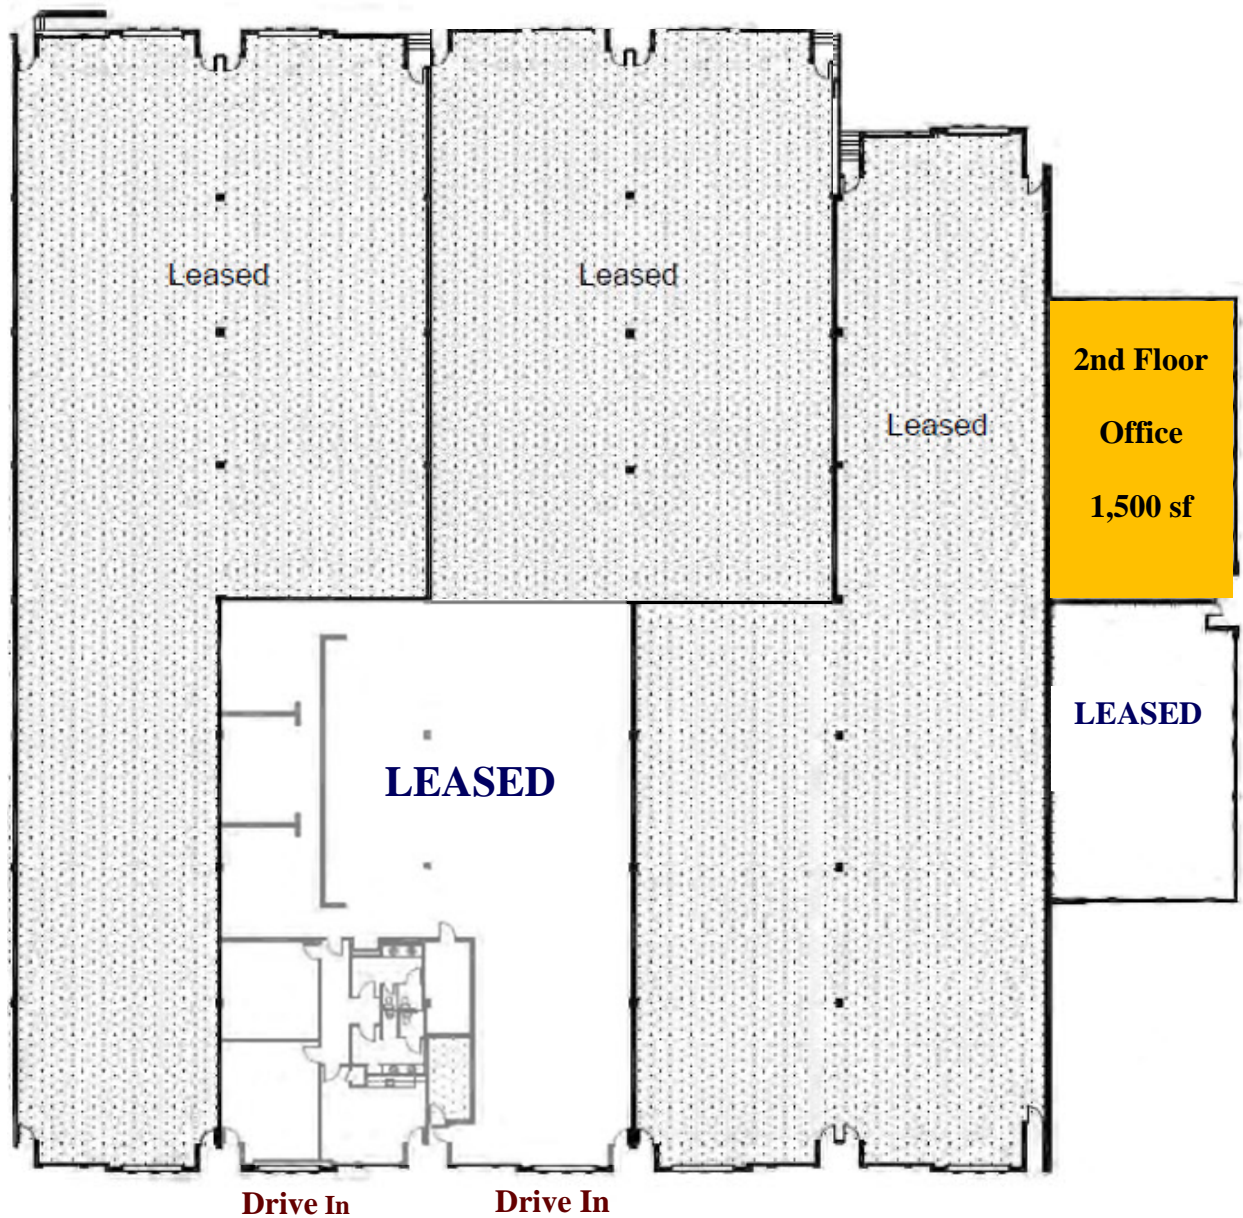 Leased
Leased
2nd Floor
Office
1,500 sf
Leased
LEASED
LEASED
Drive In
Drive In